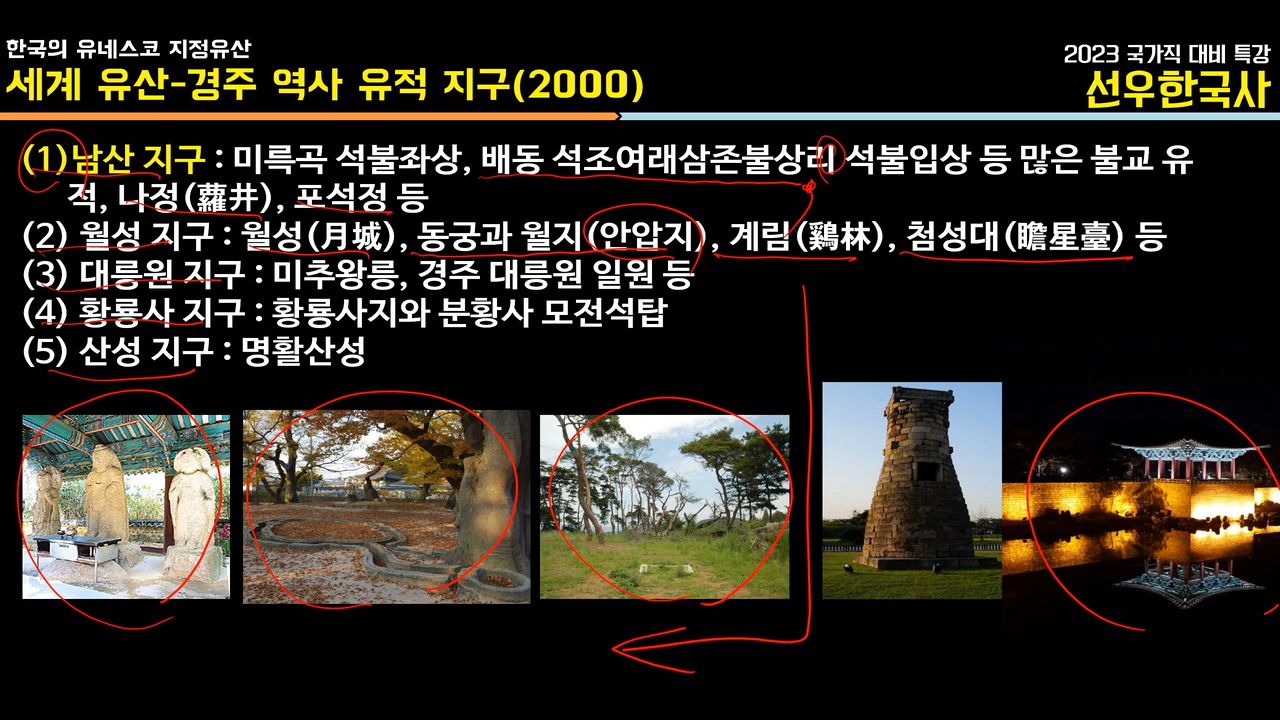 한국의 유네스코 지정유산
세계 유산-경주 역사 유적 지구(2000)
2023 국가직 대비 특강
선우한국사
(1)남산 지구 : 미륵곡 석불좌상, 배동 석조여래삼존불상리 석불입상 등 많은 불교 유
적, 나정(蘿井), 포석정 등
(2) 월성 지구 : 월성(月城), 동궁과 월지(안압지), 계림(鷄林), 첨성대(瞻星臺) 등
(3) 대릉원 지구 : 미추왕릉, 경주 대릉원 일원 등
(4) 황룡사 지구 : 황룡사지와 분황사 모전석탑
(5) 산성 지구 : 명활산성